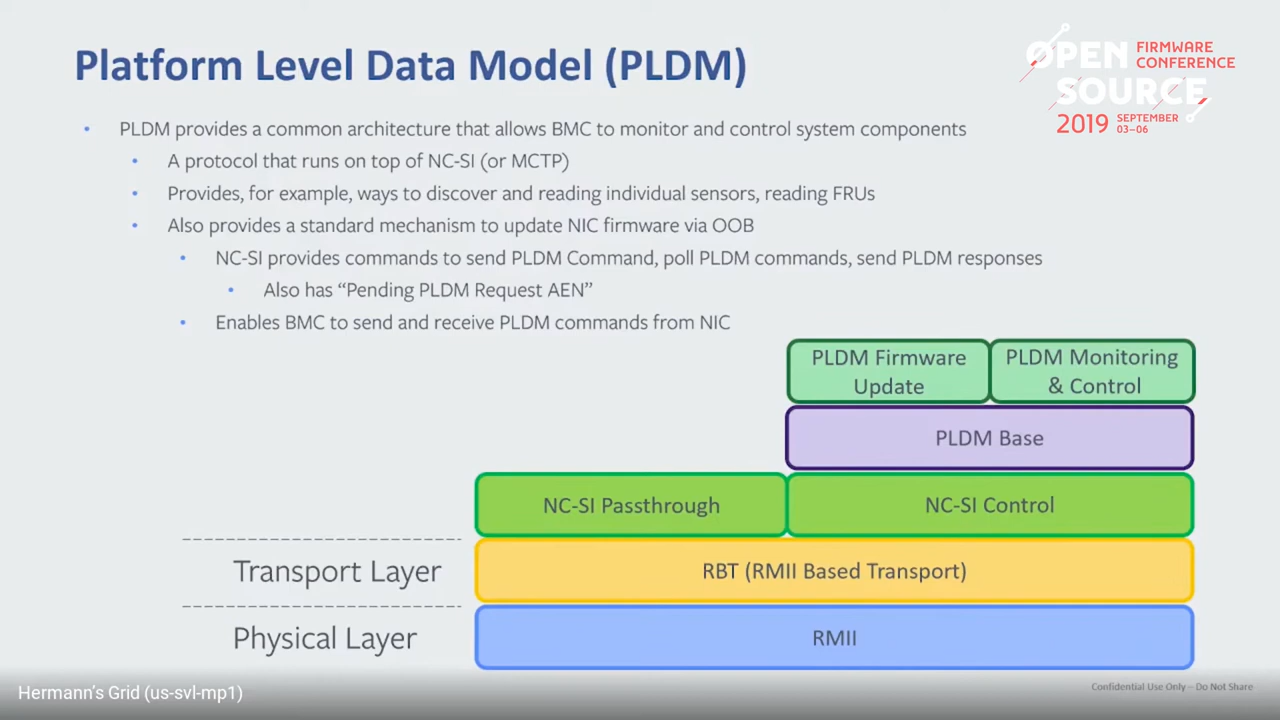 Platform Level Data Model (PLDM)
OPEN
SOURCE
FIRMWARE
CONFERENCE
2019
SEPTEMBER
03–06
• PLDM provides a common architecture that allows BMC to monitor and control system components
• A protocol that runs on top of NC-SI (or MCTP)
• Provides, for example, ways to discover and reading individual sensors, reading FRUs
• Also provides a standard mechanism to update NIC firmware via OOB
• NC-SI provides commands to send PLDM Command, poll PLDM commands, send PLDM responses
• Also has “Pending PLDM Request AEN”
• Enables BMC to send and receive PLDM commands from NIC
PLDM Firmware
Update
PLDM Monitoring
& Control
PLDM Base
NC-SI Passthrough
NC-SI Control
Transport Layer
RBT (RMII Based Transport)
Physical Layer
RMII
Hermann's Grid (us-svl-mp1)
Confidential Use Only – Do Not Share